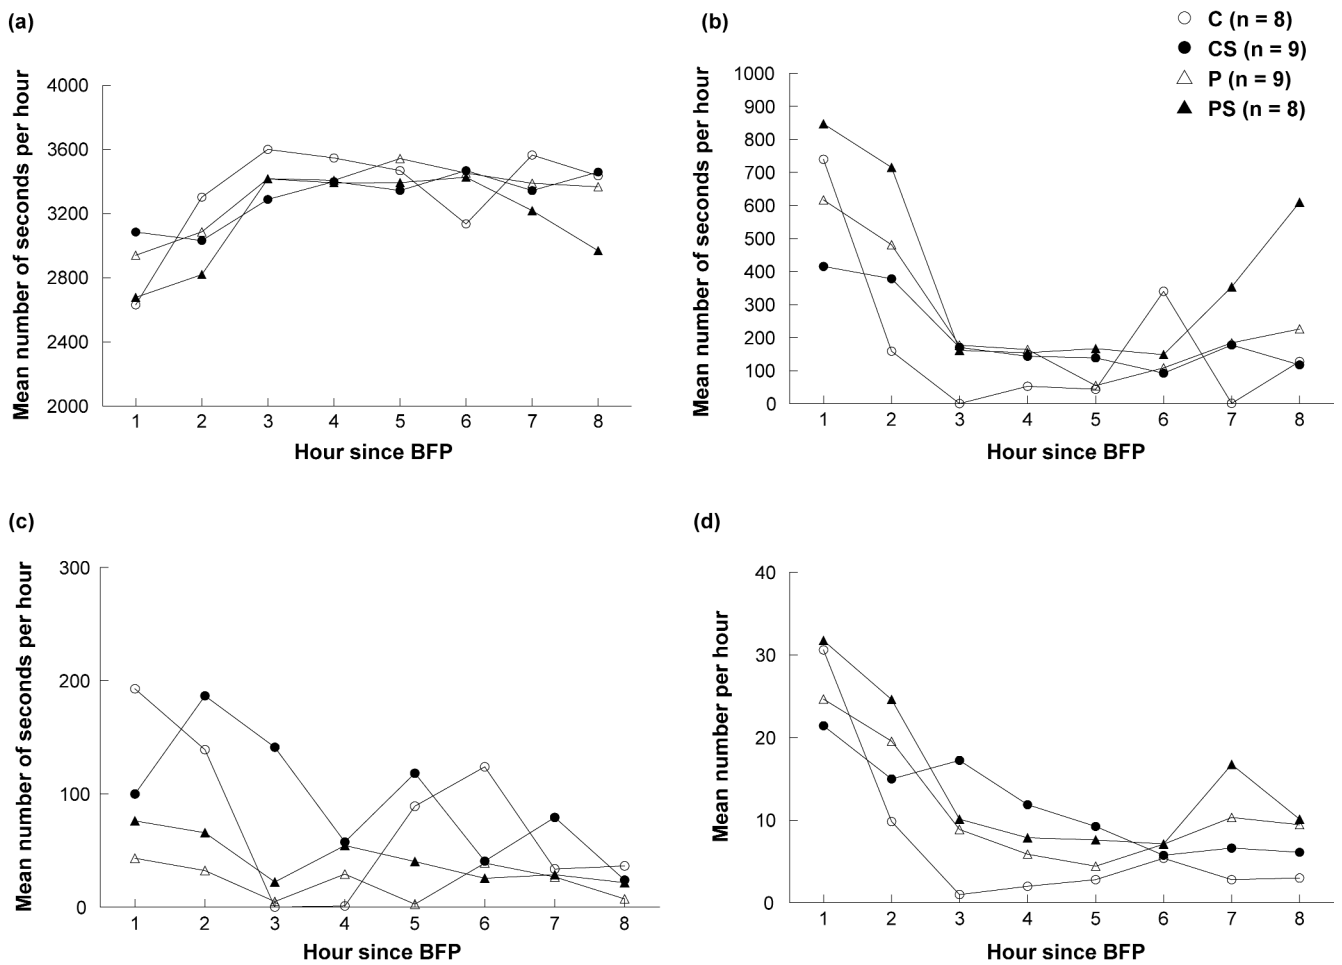 (a)
Mean number of seconds per hour
4000
3600
3200
2800
2400
2000
1 2 3 4 5 6 7 8
Hour since BFP
(b)
C (n = 8)
CS (n = 9)
P (n = 9)
PS (n = 8)
Mean number of seconds per hour
1000
900
800
700
600
500
400
300
200
100
0
1 2 3 4 5 6 7 8
Hour since BFP
(c)
Mean number of seconds per hour
300
200
100
0
1 2 3 4 5 6 7 8
Hour since BFP
(d)
Mean number per hour
40
30
20
10
0
1 2 3 4 5 6 7 8
Hour since BFP